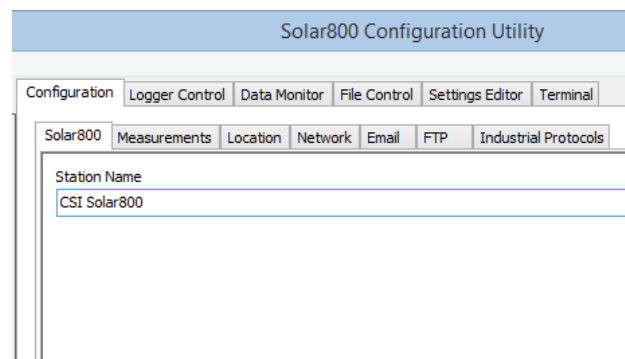 Solar800 Configuration Utility
Configuration Logger Control Data Monitor File Control Settings Editor Terminal
Solar800 Measurements Location Network Email FTP Industrial Protocols
Station Name
CSI Solar800